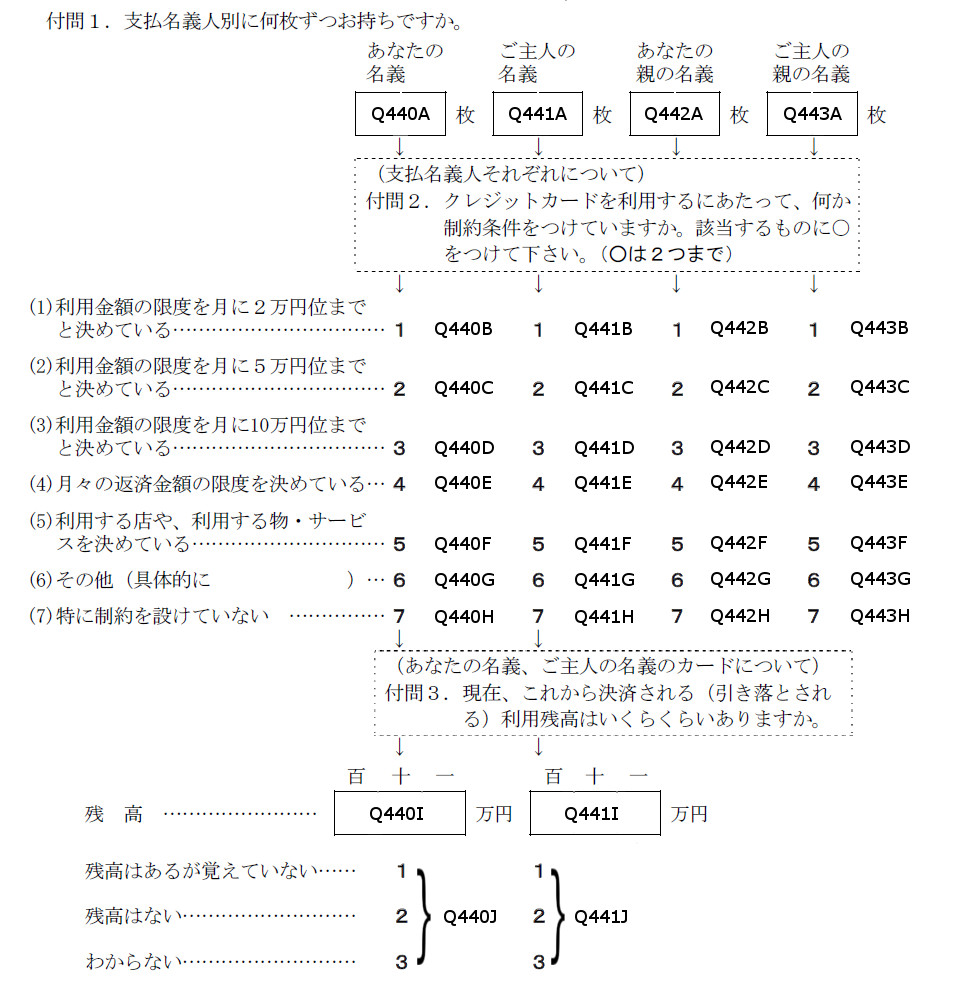 付問１．支払名義人別に何枚ずつお持ちですか。
あなたの名義 ご主人の名義 あなたの親の名義 ご主人の親の名義
Q440A 枚 Q441A 枚 Q442A 枚 Q443A 枚
↓ ↓ ↓ ↓
（支払名義人それぞれについて）
付問２．クレジットカードを利用するにあたって、何か
制約条件をつけていますか。該当するものに○
をつけて下さい。（○は２つまで）
↓ ↓ ↓ ↓
(1)利用金額の限度を月に２万円位まで
と決めている…………………………… 1 Q440B 1 Q441B 1 Q442B 1 Q443B
(2)利用金額の限度を月に５万円位まで
と決めている…………………………… 2 Q440C 2 Q441C 2 Q442C 2 Q443C
(3)利用金額の限度を月に10万円位まで
と決めている…………………………… 3 Q440D 3 Q441D 3 Q442D 3 Q443D
(4)月々の返済金額の限度を決めている… 4 Q440E 4 Q441E 4 Q442E 4 Q443E
(5)利用する店や、利用する物・サービ
スを決めている………………………… 5 Q440F 5 Q441F 5 Q442F 5 Q443F
(6)その他（具体的に　　　　　　　）… 6 Q440G 6 Q441G 6 Q442G 6 Q443G
(7)特に制約を設けていない …………… 7 Q440H 7 Q441H 7 Q442H 7 Q443H
↓ ↓
（あなたの名義、ご主人の名義のカードについて）
付問３．現在、これから決済される（引き落とされ
る）利用残高はいくらくらいありますか。
↓ ↓
百 十 一 百 十 一
残　高 …………………… Q440I 万円 Q441I 万円
残高はあるが覚えていない…… 1 1
残高はない……………………… 2 Q440J 2 Q441J
わからない……………………… 3 3